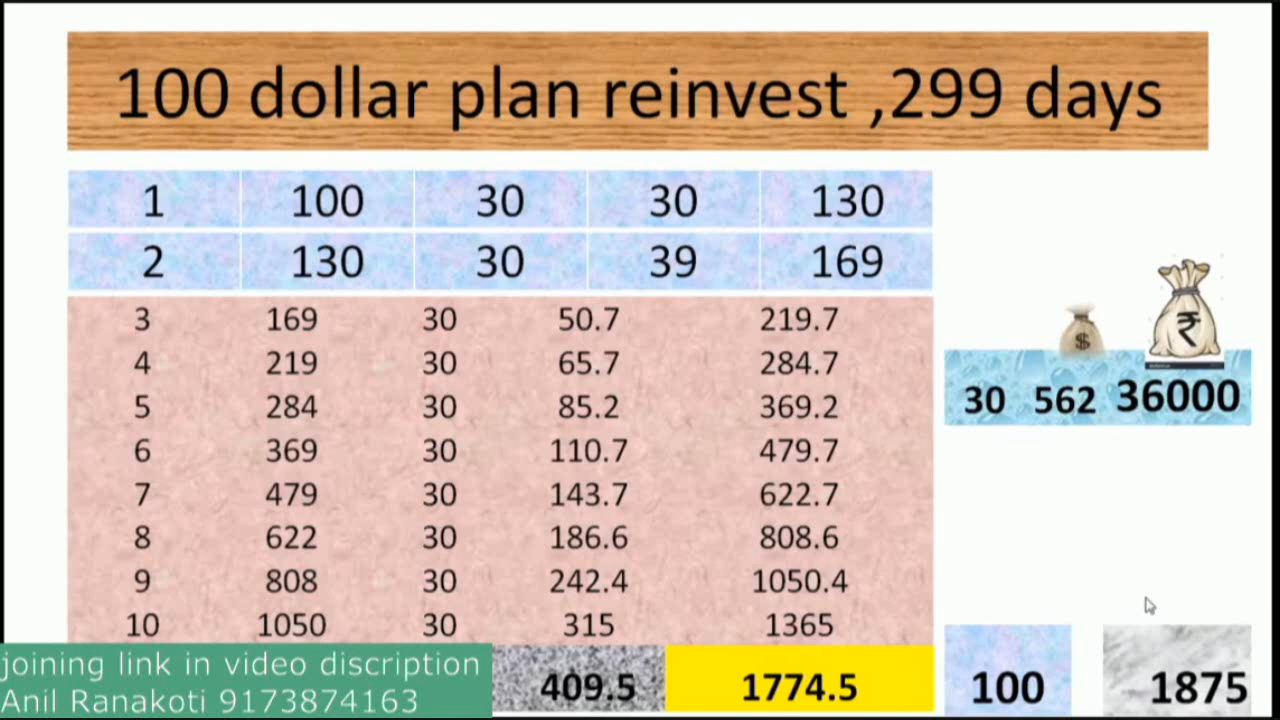 100 dollar plan reinvest ,299 days
1 100 30 30 130
2 130 30 39 169
3 169 30 50.7 219.7
4 219 30 65.7 284.7
5 284 30 85.2 369.2
6 369 30 110.7 479.7
7 479 30 143.7 622.7
8 622 30 186.6 808.6
9 808 30 242.4 1050.4
10 1050 30 315 1365
409.5 1774.5
$ ₹
30 562 36000
100 1875
joining link in video discription
Anil Ranakoti 9173874163